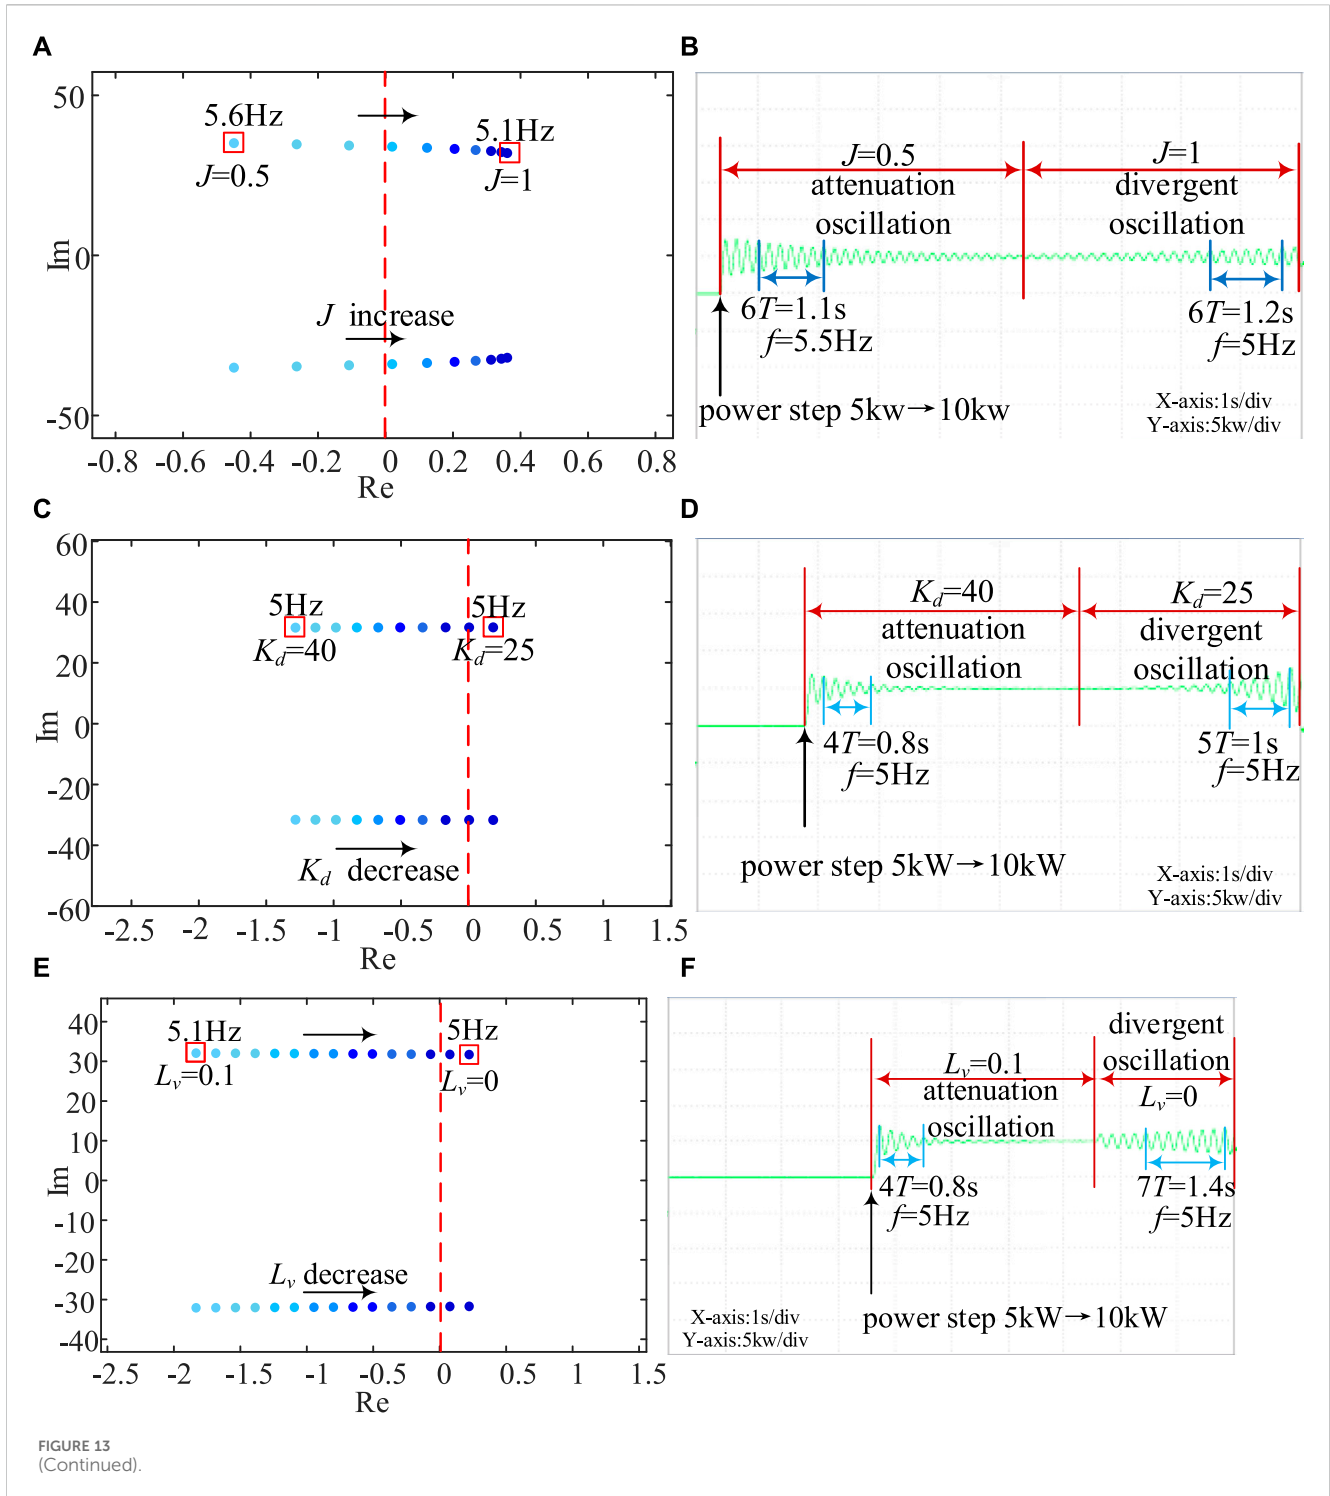 A
50
0
-50
Im
5.6Hz
J=0.5
5.1Hz
J=1
J increase
-0.8 -0.6 -0.4 -0.2 0 0.2 0.4 0.6 0.8
Re
B
J=0.5
attenuation
oscillation
J=1
divergent
oscillation
6T=1.1s
f=5.5Hz
6T=1.2s
f=5Hz
power step 5kw→10kw
X-axis:1s/div
Y-axis:5kw/div
C
60
40
20
0
-20
-40
-60
Im
5Hz
Kd=40
5Hz
Kd=25
Kd decrease
-2.5 -2 -1.5 -1 -0.5 0 0.5 1 1.5
Re
D
Kd=40
attenuation
oscillation
Kd=25
divergent
oscillation
4T=0.8s
f=5Hz
5T=1s
f=5Hz
power step 5kW→10kW
X-axis:1s/div
Y-axis:5kw/div
E
40
30
20
10
0
-10
-20
-30
-40
Im
5.1Hz
Lv=0.1
5Hz
Lv=0
Lv decrease
-2.5 -2 -1.5 -1 -0.5 0 0.5 1 1.5
Re
F
Lv=0.1
attenuation
oscillation
divergent
oscillation
Lv=0
4T=0.8s
f=5Hz
7T=1.4s
f=5Hz
X-axis:1s/div
Y-axis:5kw/div
power step 5kW→10kW
FIGURE 13
(Continued).